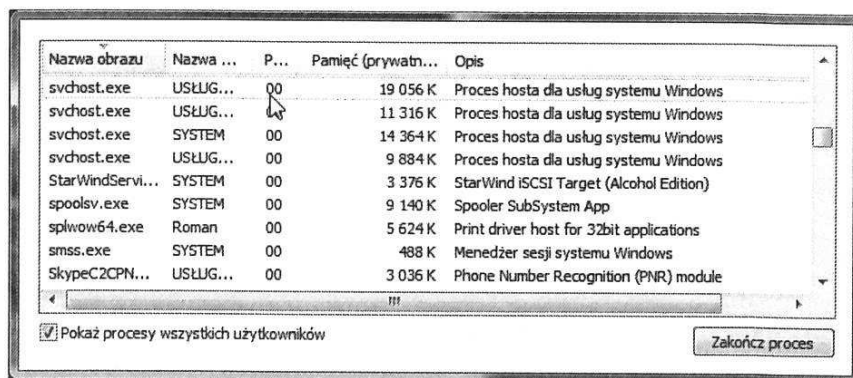 Nazwa obrazu Nazwa ... P... Pamięć (prywatn... Opis
svchost.exe USŁUG... 00 19 056 K Proces hosta dla usług systemu Windows
svchost.exe USŁUG... 11 316 K Proces hosta dla usług systemu Windows
svchost.exe SYSTEM 00 14 364 K Proces hosta dla usług systemu Windows
svchost.exe USŁUG... 00 9 884 K Proces hosta dla usług systemu Windows
StarWindServi... SYSTEM 00 3 376 K StarWind iSCSI Target (Alcohol Edition)
spoolsv.exe SYSTEM 00 9 140 K Spooler SubSystem App
splwow64.exe Roman 00 5 624 K Print driver host for 32bit applications
smss.exe SYSTEM 00 488 K Menedżer sesji systemu Windows
SkypeC2CPN... USŁUG... 00 3 036 K Phone Number Recognition (PNR) module
Pokaż procesy wszystkich użytkowników
Zakończ proces